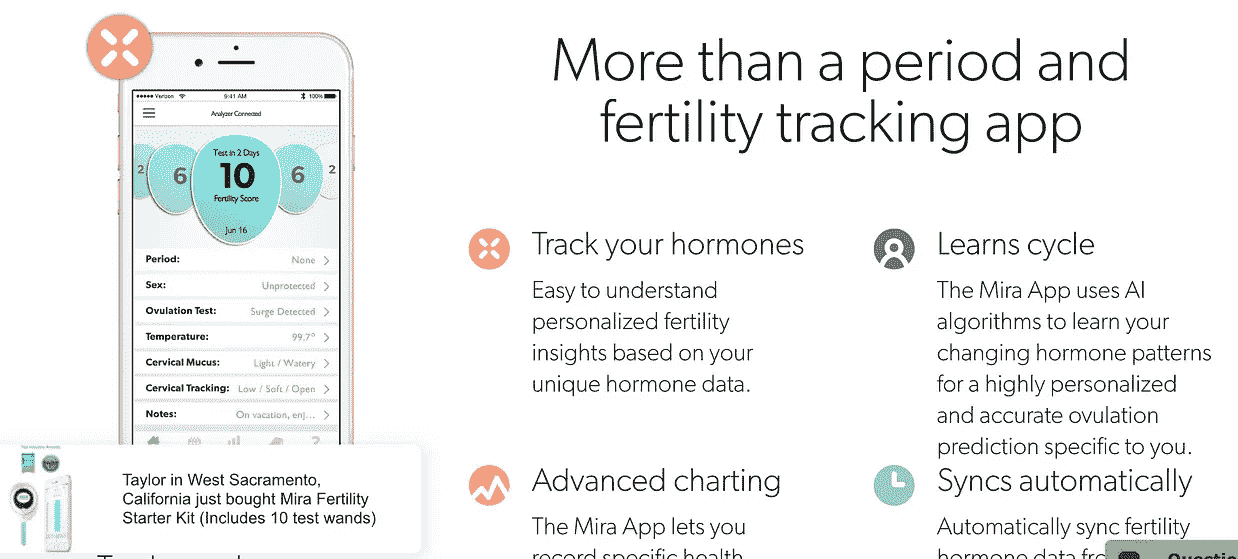 More than a period and
fertility tracking app
Verizon 9:41 AM 100%
Analyzer Connected
Test in 2 Days
2 6 10 6 2
Fertility Score
Jun 16
Period: None
Sex: Unprotected
Ovulation Test: Surge Detected
Temperature: 99.7°
Cervical Mucus: Light / Watery
Cervical Tracking: Low / Soft / Open
Notes: On vacation, enj...
Track your hormones
Easy to understand
personalized fertility
insights based on your
unique hormone data.
Learns cycle
The Mira App uses AI
algorithms to learn your
changing hormone patterns
for a highly personalized
and accurate ovulation
prediction specific to you.
Advanced charting
The Mira App lets you
record specific health
Syncs automatically
Automatically sync fertility
hormone data
Taylor in West Sacramento,
California just bought Mira Fertility
Starter Kit (Includes 10 test wands)